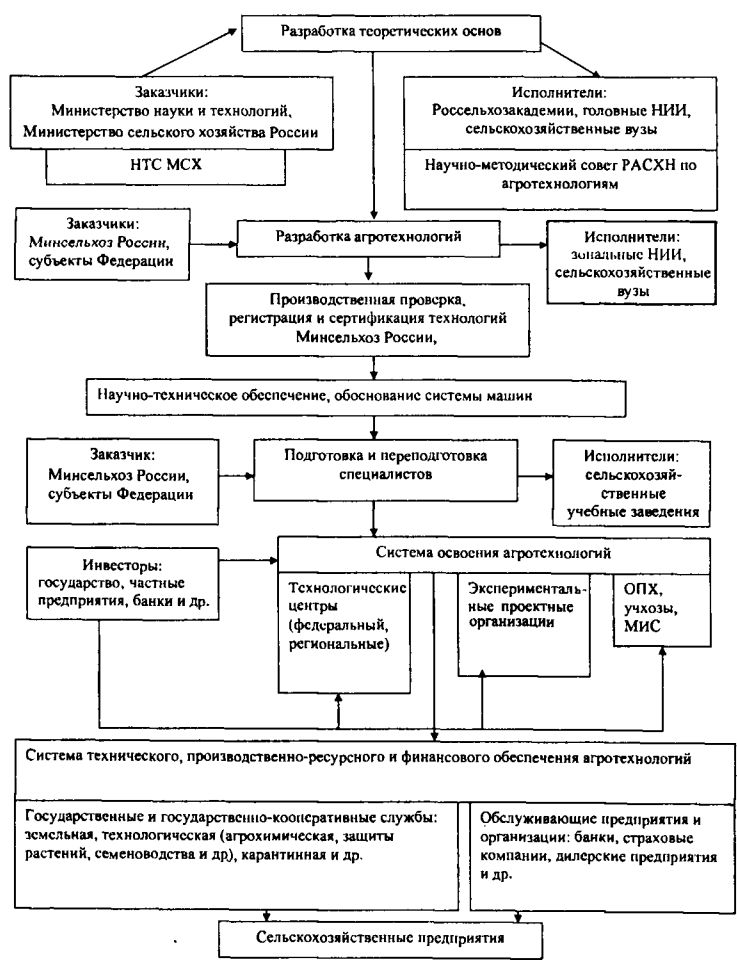 Разработка теоретических основ
Заказчики:
Министерство науки и технологий,
Министерство сельского хозяйства России
НТС МСХ
Исполнители:
Россельхозакадемии, головные НИИ,
сельскохозяйственные вузы
Научно-методический совет РАСХН по
агротехнологиям
Заказчики:
Минсельхоз России,
субъекты Федерации
Разработка агротехнологий
Исполнители:
зональные НИИ,
сельскохозяйственные
вузы
Производственная проверка,
регистрация и сертификация технологий
Минсельхоз России,
Научно-техническое обеспечение, обоснование системы машин
Заказчик:
Минсельхоз России,
субъекты Федерации
Подготовка и переподготовка
специалистов
Исполнители:
сельскохозяй-
ственные
учебные заведения
Инвесторы:
государство, частные
предприятия, банки и др.
Система освоения агротехнологий
Технологические
центры
(федеральный,
региональные)
Эксперименталь-
ные проектные
организации
ОПХ,
учхозы,
МИС
Система технического, производственно-ресурсного и финансового обеспечения агротехнологий
Государственные и государственно-кооперативные службы:
земельная, технологическая (агрохимическая, защиты
растений, семеноводства и др.), карантинная и др.
Обслуживающие предприятия и
организации: банки, страховые
компании, дилерские предприятия
и др.
Сельскохозяйственные предприятия